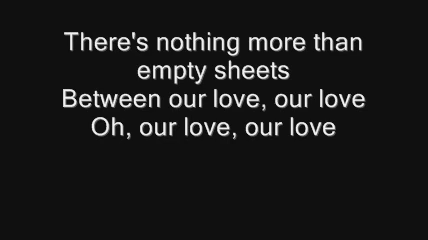 There's nothing more than
empty sheets
Between our love, our love
Oh, our love, our love